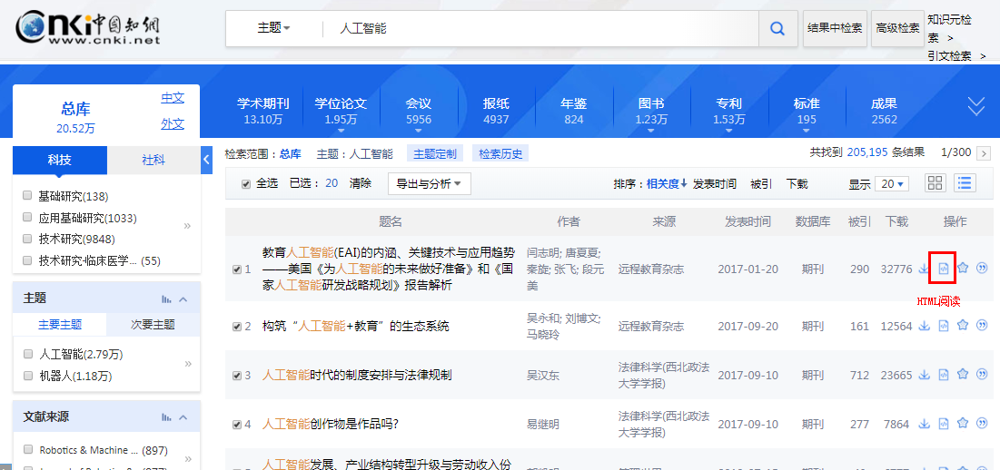 Cnki中国知网
www.cnki.net
主题
人工智能
结果中检索
高级检索
知识元检
索 >
引文检索 >
总库
20.52万
中文
外文
学术期刊
13.10万
学位论文
1.95万
会议
5956
报纸
4937
年鉴
824
图书
1.23万
专利
1.53万
标准
195
成果
2562
科技
社科
基础研究(138)
应用基础研究(1033)
技术研究(9848)
技术研究-临床医学... (55)
»
主题
主要主题
次要主题
人工智能(2.79万)
机器人(1.18万)
»
文献来源
Robotics & Machine ... (897)
»
检索范围：总库 主题：人工智能 主题定制 检索历史
共找到 205,195 条结果 1/300 >
全选 已选： 20 清除 导出与分析
排序：相关度↓ 发表时间 被引 下载
显示 20
题名 作者 来源 发表时间 数据库 被引 下载 操作
1
教育人工智能(EAI)的内涵、关键技术与应用趋势
——美国《为人工智能的未来做好准备》和《国
家人工智能研发战略规划》报告解析
闫志明; 唐夏夏;
秦旋; 张飞; 段元
美
远程教育杂志
2017-01-20
期刊
290
32776
HTML阅读
2
构筑“人工智能+教育”的生态系统
吴永和; 刘博文;
马晓玲
远程教育杂志
2017-09-20
期刊
161
12564
3
人工智能时代的制度安排与法律规制
吴汉东
法律科学(西北政法
大学学报)
2017-09-10
期刊
712
23665
4
人工智能创作物是作品吗?
易继明
法律科学(西北政法
大学学报)
2017-09-10
期刊
277
7864
人工智能发展、产业结构转型升级与劳动收入份